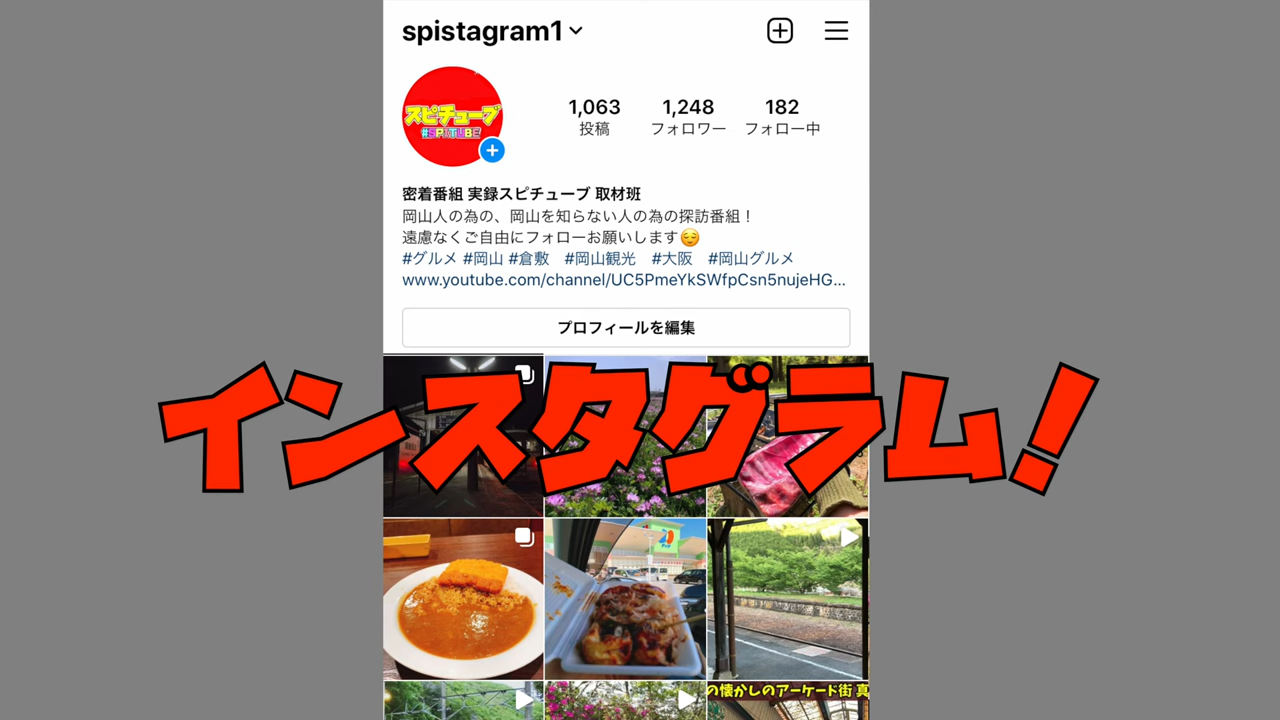 spistagram1
スピチューブ
#SPITUBE
1,063
投稿
1,248
フォロワー
182
フォロー中
密着番組 実録スピチューブ 取材班
岡山人の為の、岡山を知らない人の為の探訪番組！
遠慮なくご自由にフォローお願いします😌
#グルメ #岡山 #倉敷　#岡山観光　#大阪　#岡山グルメ
www.youtube.com/channel/UC5PmeYkSWfpCsn5nujeHG...
プロフィールを編集
インスタグラム！
の懐かしのアーケード街 真